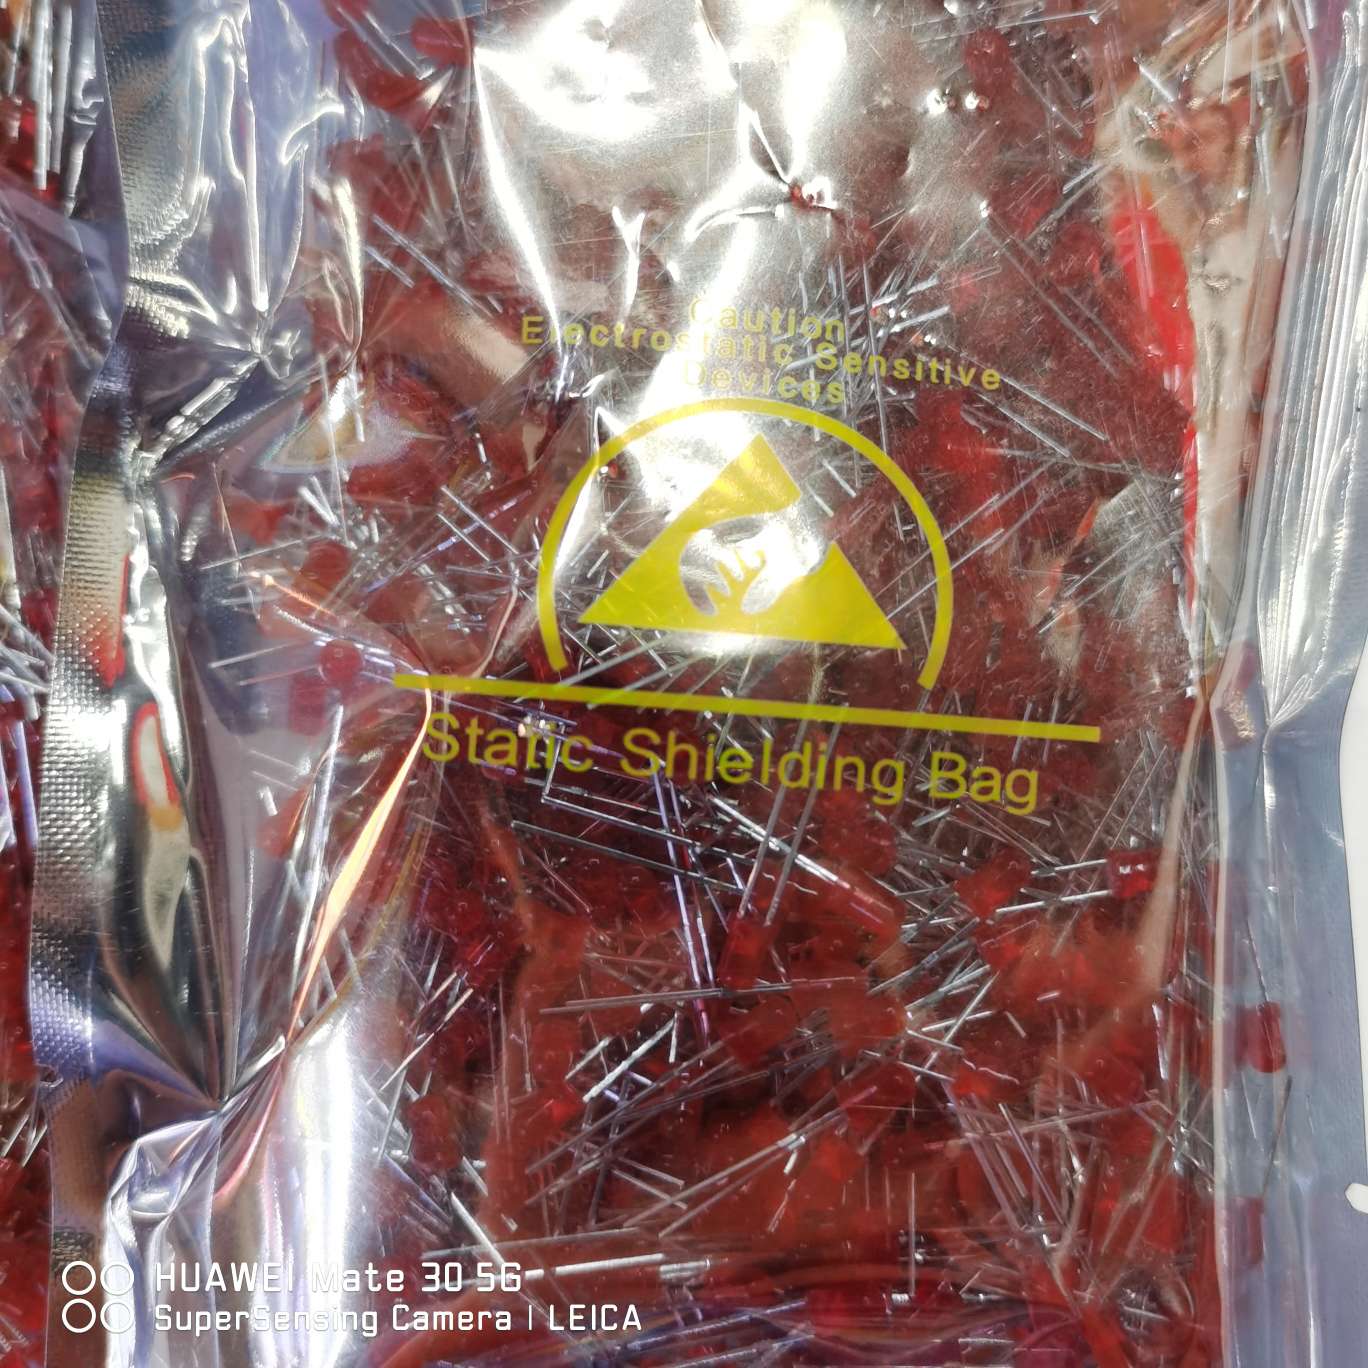 Caution
Electrostatic Sensitive
Devices
Static Shielding Bag
HUAWEI Mate 30 5G
SuperSensing Camera | LEICA